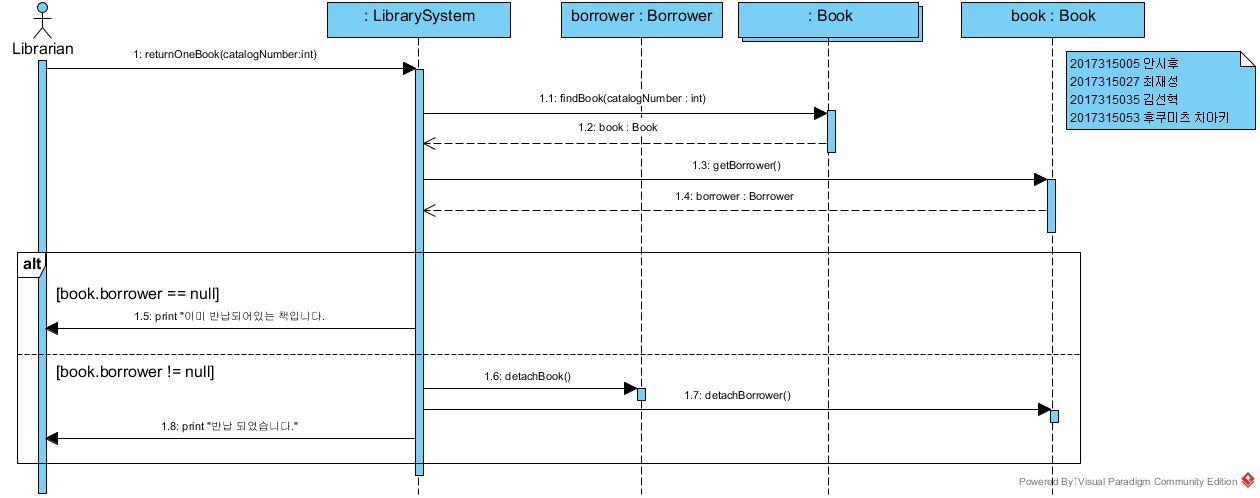 Librarian
: LibrarySystem
borrower : Borrower
: Book
book : Book
2017315005 안시후
2017315027 최재성
2017315035 김선혁
2017315053 후쿠미츠 치아키
1: returnOneBook(catalogNumber:int)
1.1: findBook(catalogNumber : int)
1.2: book : Book
1.3: getBorrower()
1.4: borrower : Borrower
alt
[book.borrower == null]
1.5: print "이미 반납되어있는 책입니다.
[book.borrower != null]
1.6: detachBook()
1.7: detachBorrower()
1.8: print "반납 되었습니다."
Powered By Visual Paradigm Community Edition